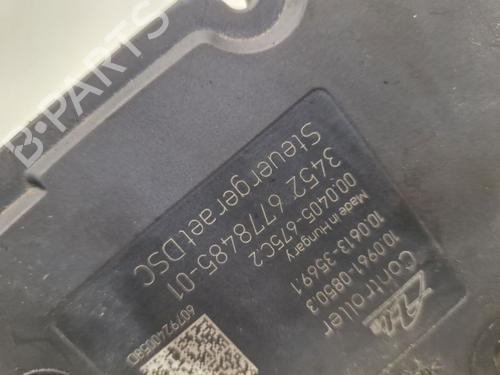 B-PARTS
Ate
Controller
10.0961-0850.3
10.0613-3569.1
00.0405-675C2
Made in Hungary
3452 6778485-01
Steuergeraet DSC